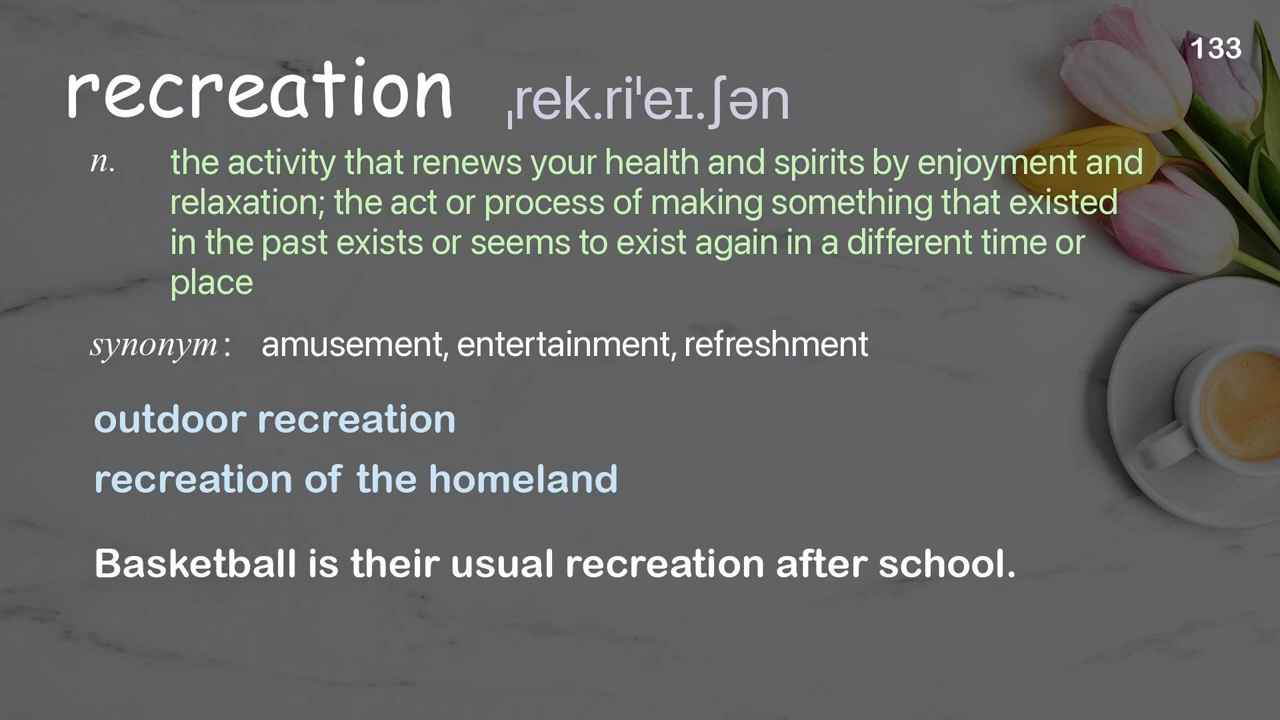 133
recreation ˌrek.riˈeɪ.ʃən
n. the activity that renews your health and spirits by enjoyment and
relaxation; the act or process of making something that existed
in the past exists or seems to exist again in a different time or
place
synonym: amusement, entertainment, refreshment
outdoor recreation
recreation of the homeland
Basketball is their usual recreation after school.